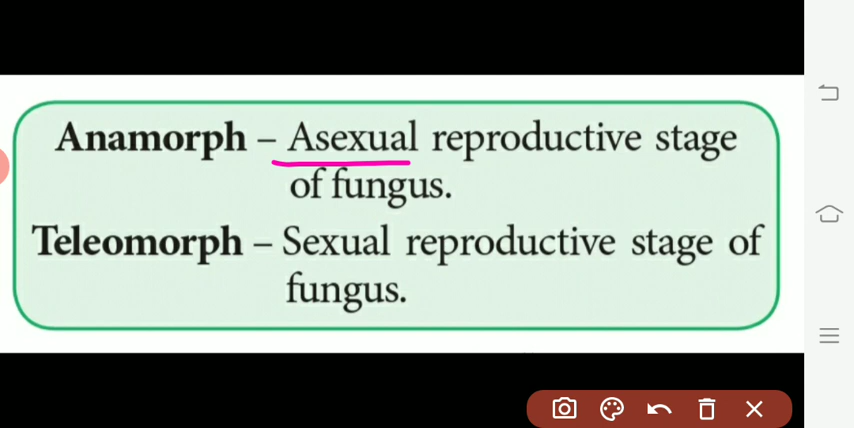 Anamorph – Asexual reproductive stage
of fungus.
Teleomorph – Sexual reproductive stage of
fungus.